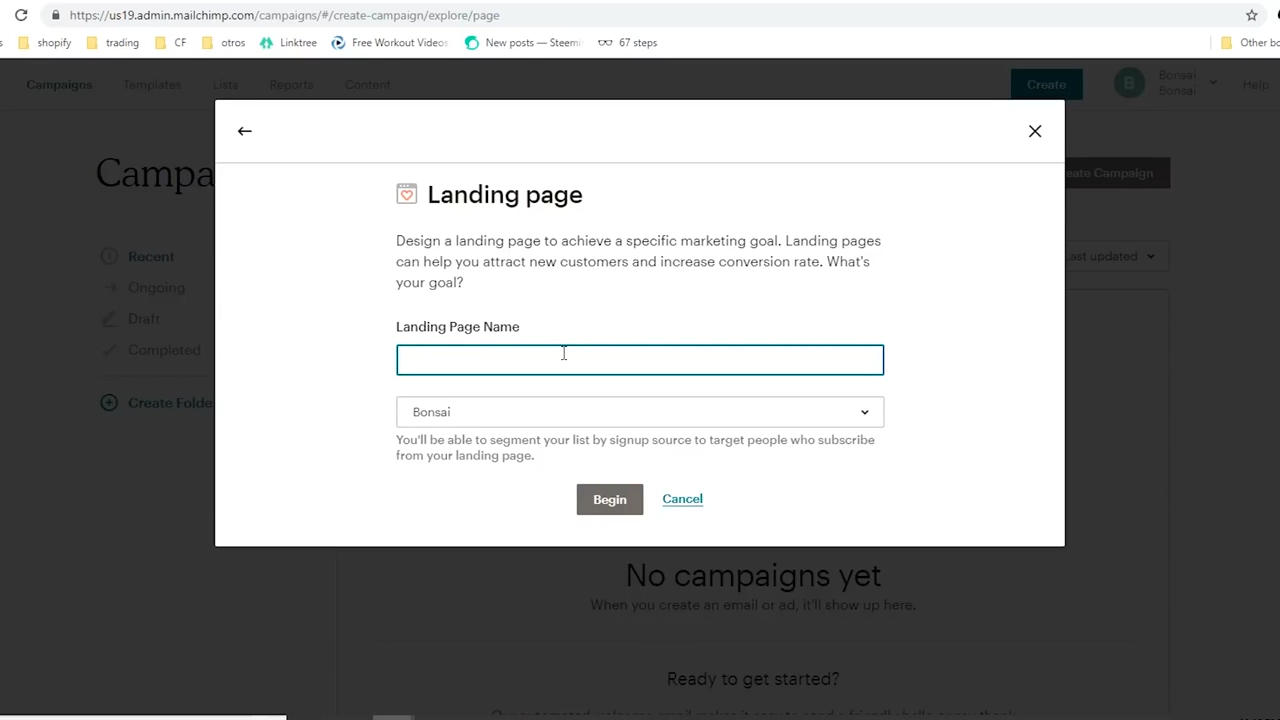 https://us19.admin.mailchimp.com/campaigns/#/create-campaign/explore/page
shopify trading CF otros Linktree Free Workout Videos New posts — Steemi 67 steps Other bo
Campaigns Templates Lists Reports Content Create B Bonsai Bonsai Help
Campa eate Campaign
Landing page
Design a landing page to achieve a specific marketing goal. Landing pages
can help you attract new customers and increase conversion rate. What's
your goal?
Recent
Ongoing
Draft
Completed
Create Folde
ast updated
Landing Page Name
Bonsai
You'll be able to segment your list by signup source to target people who subscribe
from your landing page.
Begin Cancel
No campaigns yet
When you create an email or ad, it'll show up here.
Ready to get started?